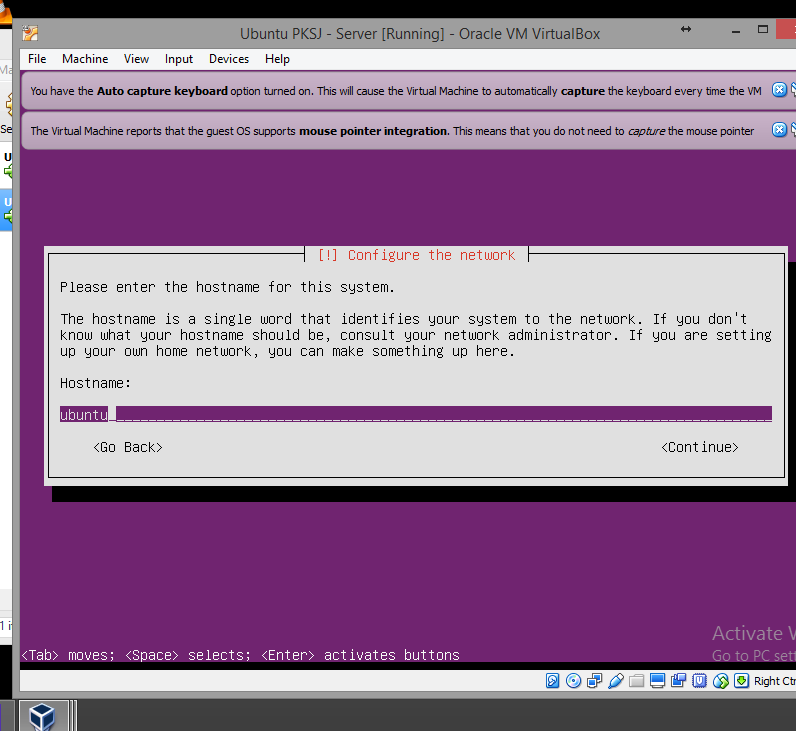 Ubuntu PKSJ - Server [Running] - Oracle VM VirtualBox
File Machine View Input Devices Help
You have the Auto capture keyboard option turned on. This will cause the Virtual Machine to automatically capture the keyboard every time the VM
The Virtual Machine reports that the guest OS supports mouse pointer integration. This means that you do not need to capture the mouse pointer
[!] Configure the network
Please enter the hostname for this system.
The hostname is a single word that identifies your system to the network. If you don't
know what your hostname should be, consult your network administrator. If you are setting
up your own home network, you can make something up here.
Hostname:
ubuntu
<Go Back> <Continue>
<Tab> moves; <Space> selects; <Enter> activates buttons
Activate
Go to PC
Right